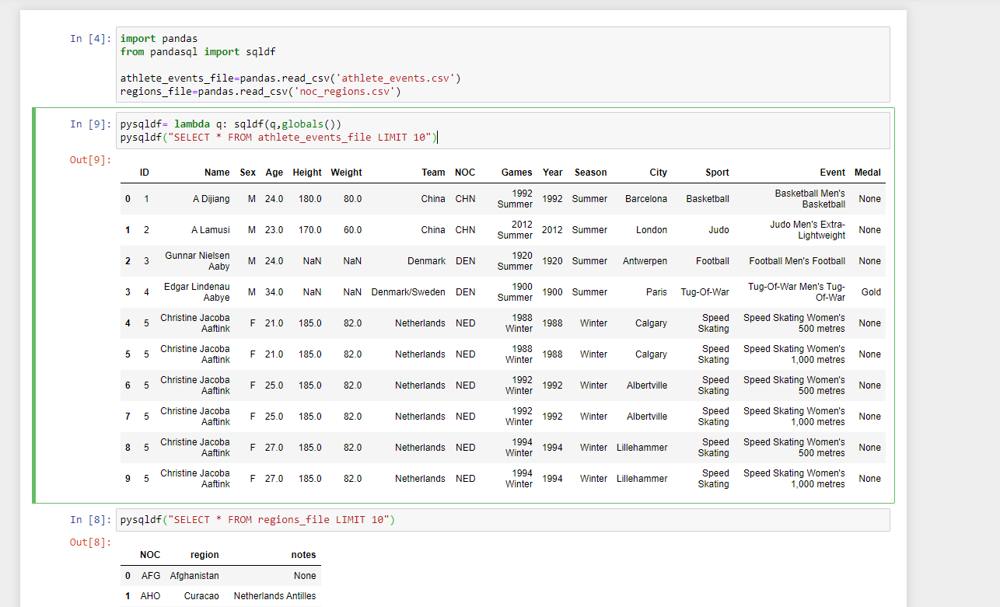 In [4]: import pandas
from pandasql import sqldf
athlete_events_file=pandas.read_csv('athlete_events.csv')
regions_file=pandas.read_csv('noc_regions.csv')
In [9]: pysqldf= lambda q: sqldf(q,globals())
pysqldf("SELECT * FROM athlete_events_file LIMIT 10")
Out[9]:
ID Name Sex Age Height Weight Team NOC Games Year Season City Sport Event Medal
0 1 A Dijiang M 24.0 180.0 80.0 China CHN 1992 Summer 1992 Summer Barcelona Basketball Basketball Men's Basketball None
1 2 A Lamusi M 23.0 170.0 60.0 China CHN 2012 Summer 2012 Summer London Judo Judo Men's Extra-Lightweight None
2 3 Gunnar Nielsen Aaby M 24.0 NaN NaN Denmark DEN 1920 Summer 1920 Summer Antwerpen Football Football Men's Football None
3 4 Edgar Lindenau Aabye M 34.0 NaN NaN Denmark/Sweden DEN 1900 Summer 1900 Summer Paris Tug-Of-War Tug-Of-War Men's Tug-Of-War Gold
4 5 Christine Jacoba Aaftink F 21.0 185.0 82.0 Netherlands NED 1988 Winter 1988 Winter Calgary Speed Skating Speed Skating Women's 500 metres None
5 5 Christine Jacoba Aaftink F 21.0 185.0 82.0 Netherlands NED 1988 Winter 1988 Winter Calgary Speed Skating Speed Skating Women's 1,000 metres None
6 5 Christine Jacoba Aaftink F 25.0 185.0 82.0 Netherlands NED 1992 Winter 1992 Winter Albertville Speed Skating Speed Skating Women's 500 metres None
7 5 Christine Jacoba Aaftink F 25.0 185.0 82.0 Netherlands NED 1992 Winter 1992 Winter Albertville Speed Skating Speed Skating Women's 1,000 metres None
8 5 Christine Jacoba Aaftink F 27.0 185.0 82.0 Netherlands NED 1994 Winter 1994 Winter Lillehammer Speed Skating Speed Skating Women's 500 metres None
9 5 Christine Jacoba Aaftink F 27.0 185.0 82.0 Netherlands NED 1994 Winter 1994 Winter Lillehammer Speed Skating Speed Skating Women's 1,000 metres None
In [8]: pysqldf("SELECT * FROM regions_file LIMIT 10")
Out[8]:
NOC region notes
0 AFG Afghanistan None
1 AHO Curacao Netherlands Antilles